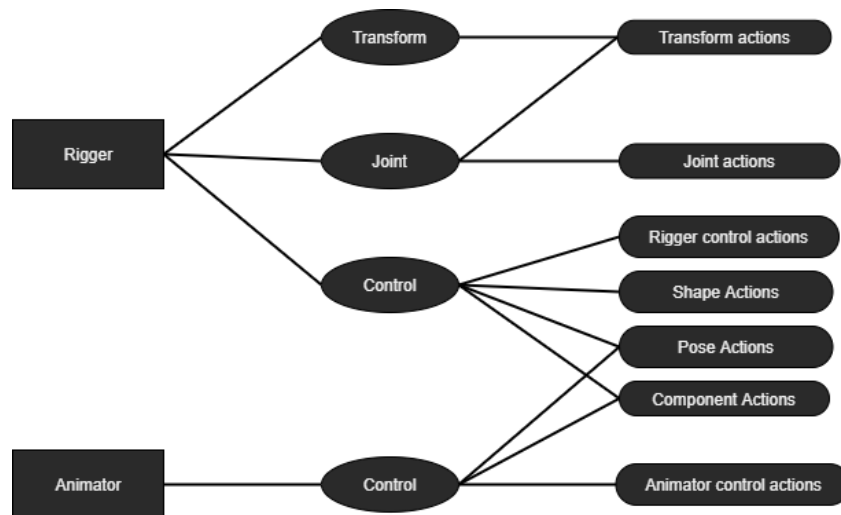 Transform
Transform actions
Rigger
Joint
Joint actions
Rigger control actions
Control
Shape Actions
Pose Actions
Component Actions
Animator
Control
Animator control actions